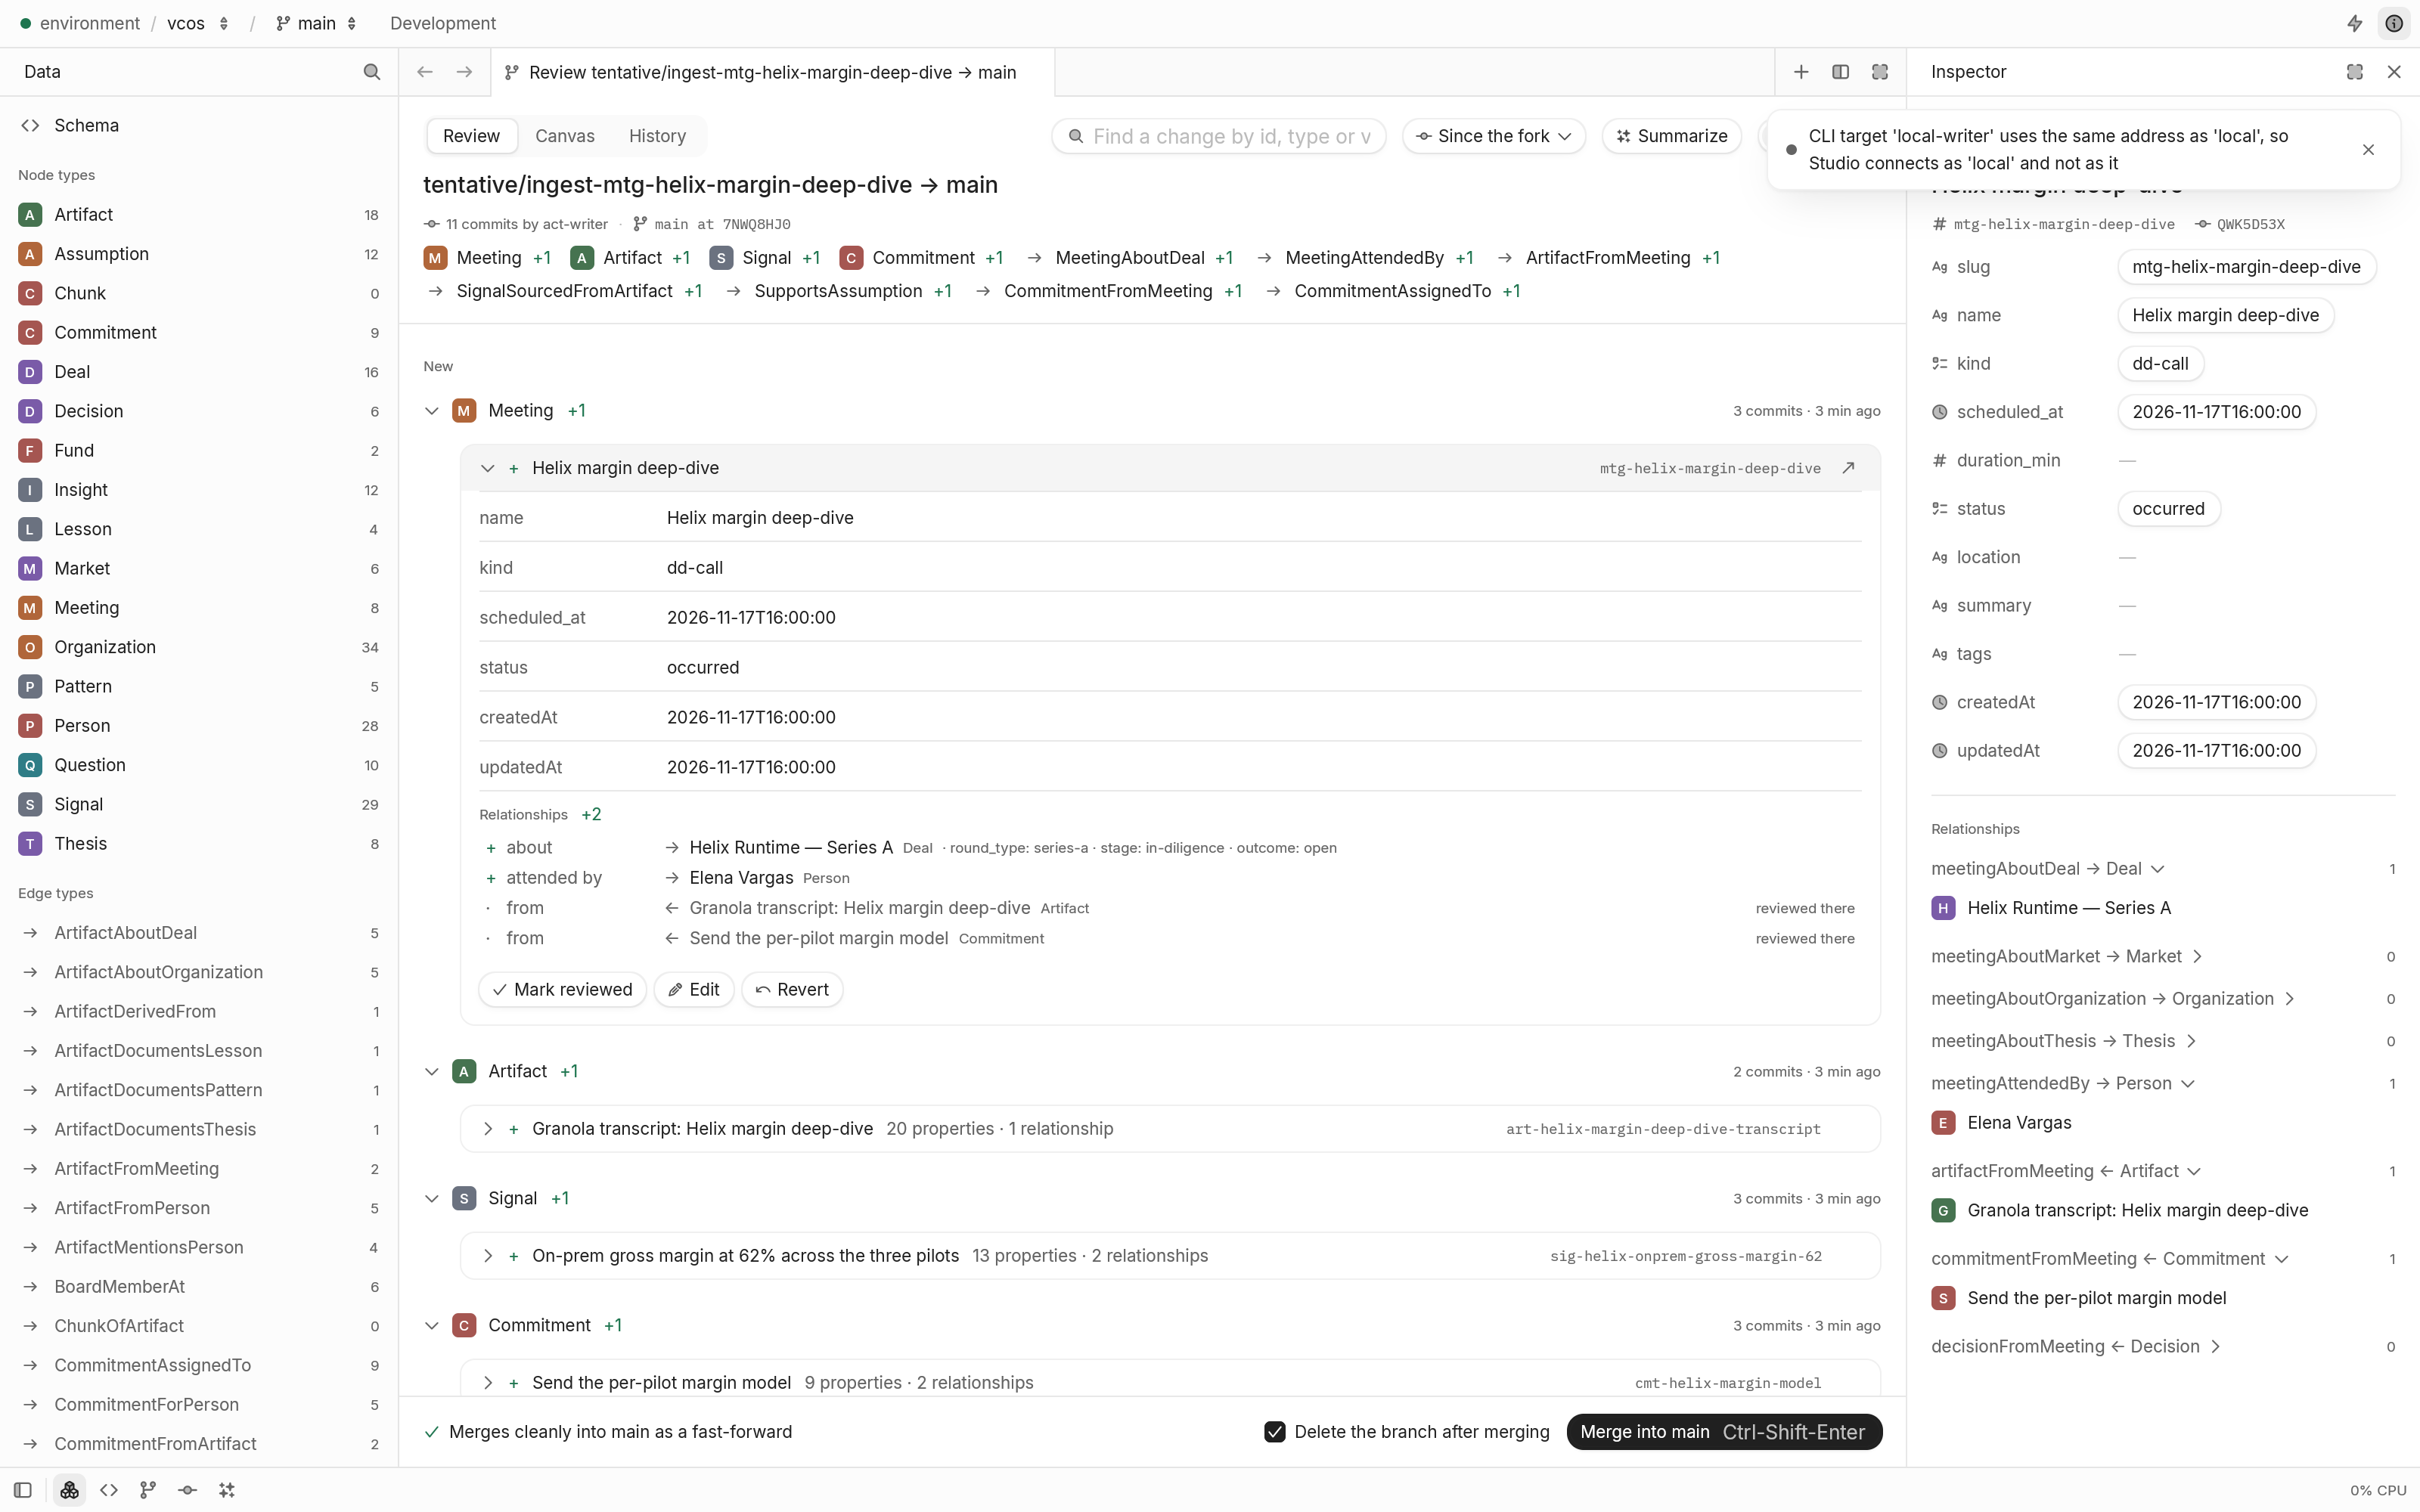 environment / vcos / main Development
Data
Review tentative/ingest-mtg-helix-margin-deep-dive → main
Inspector
Schema
Node types
A Artifact 18
A Assumption 12
C Chunk 0
C Commitment 9
D Deal 16
D Decision 6
F Fund 2
I Insight 12
L Lesson 4
M Market 6
M Meeting 8
O Organization 34
P Pattern 5
P Person 28
Q Question 10
S Signal 29
T Thesis 8
Edge types
→ ArtifactAboutDeal 5
→ ArtifactAboutOrganization 5
→ ArtifactDerivedFrom 1
→ ArtifactDocumentsLesson 1
→ ArtifactDocumentsPattern 1
→ ArtifactDocumentsThesis 1
→ ArtifactFromMeeting 2
→ ArtifactFromPerson 5
→ ArtifactMentionsPerson 4
→ BoardMemberAt 6
→ ChunkOfArtifact 0
→ CommitmentAssignedTo 9
→ CommitmentForPerson 5
→ CommitmentFromArtifact 2
Review Canvas History
Find a change by id, type or v
Since the fork
Summarize
tentative/ingest-mtg-helix-margin-deep-dive → main
11 commits by act-writer · main at 7NWQ8HJ0
M Meeting +1 A Artifact +1 S Signal +1 C Commitment +1 → MeetingAboutDeal +1 → MeetingAttendedBy +1 → ArtifactFromMeeting +1
→ SignalSourcedFromArtifact +1 → SupportsAssumption +1 → CommitmentFromMeeting +1 → CommitmentAssignedTo +1
New
M Meeting +1 3 commits · 3 min ago
+ Helix margin deep-dive mtg-helix-margin-deep-dive
name Helix margin deep-dive
kind dd-call
scheduled_at 2026-11-17T16:00:00
status occurred
createdAt 2026-11-17T16:00:00
updatedAt 2026-11-17T16:00:00
Relationships +2
+ about → Helix Runtime — Series A Deal · round_type: series-a · stage: in-diligence · outcome: open
+ attended by → Elena Vargas Person
· from ← Granola transcript: Helix margin deep-dive Artifact reviewed there
· from ← Send the per-pilot margin model Commitment reviewed there
Mark reviewed Edit Revert
A Artifact +1 2 commits · 3 min ago
+ Granola transcript: Helix margin deep-dive 20 properties · 1 relationship art-helix-margin-deep-dive-transcript
S Signal +1 3 commits · 3 min ago
+ On-prem gross margin at 62% across the three pilots 13 properties · 2 relationships sig-helix-onprem-gross-margin-62
C Commitment +1 3 commits · 3 min ago
+ Send the per-pilot margin model 9 properties · 2 relationships cmt-helix-margin-model
Merges cleanly into main as a fast-forward
Delete the branch after merging
Merge into main Ctrl-Shift-Enter
CLI target 'local-writer' uses the same address as 'local', so
Studio connects as 'local' and not as it
Helix margin deep-dive
# mtg-helix-margin-deep-dive QWK5D53X
Ag slug mtg-helix-margin-deep-dive
Ag name Helix margin deep-dive
kind dd-call
scheduled_at 2026-11-17T16:00:00
# duration_min —
status occurred
Ag location —
Ag summary —
Ag tags —
createdAt 2026-11-17T16:00:00
updatedAt 2026-11-17T16:00:00
Relationships
meetingAboutDeal → Deal 1
H Helix Runtime — Series A
meetingAboutMarket → Market 0
meetingAboutOrganization → Organization 0
meetingAboutThesis → Thesis 0
meetingAttendedBy → Person 1
E Elena Vargas
artifactFromMeeting ← Artifact 1
G Granola transcript: Helix margin deep-dive
commitmentFromMeeting ← Commitment 1
S Send the per-pilot margin model
decisionFromMeeting ← Decision 0
0% CPU